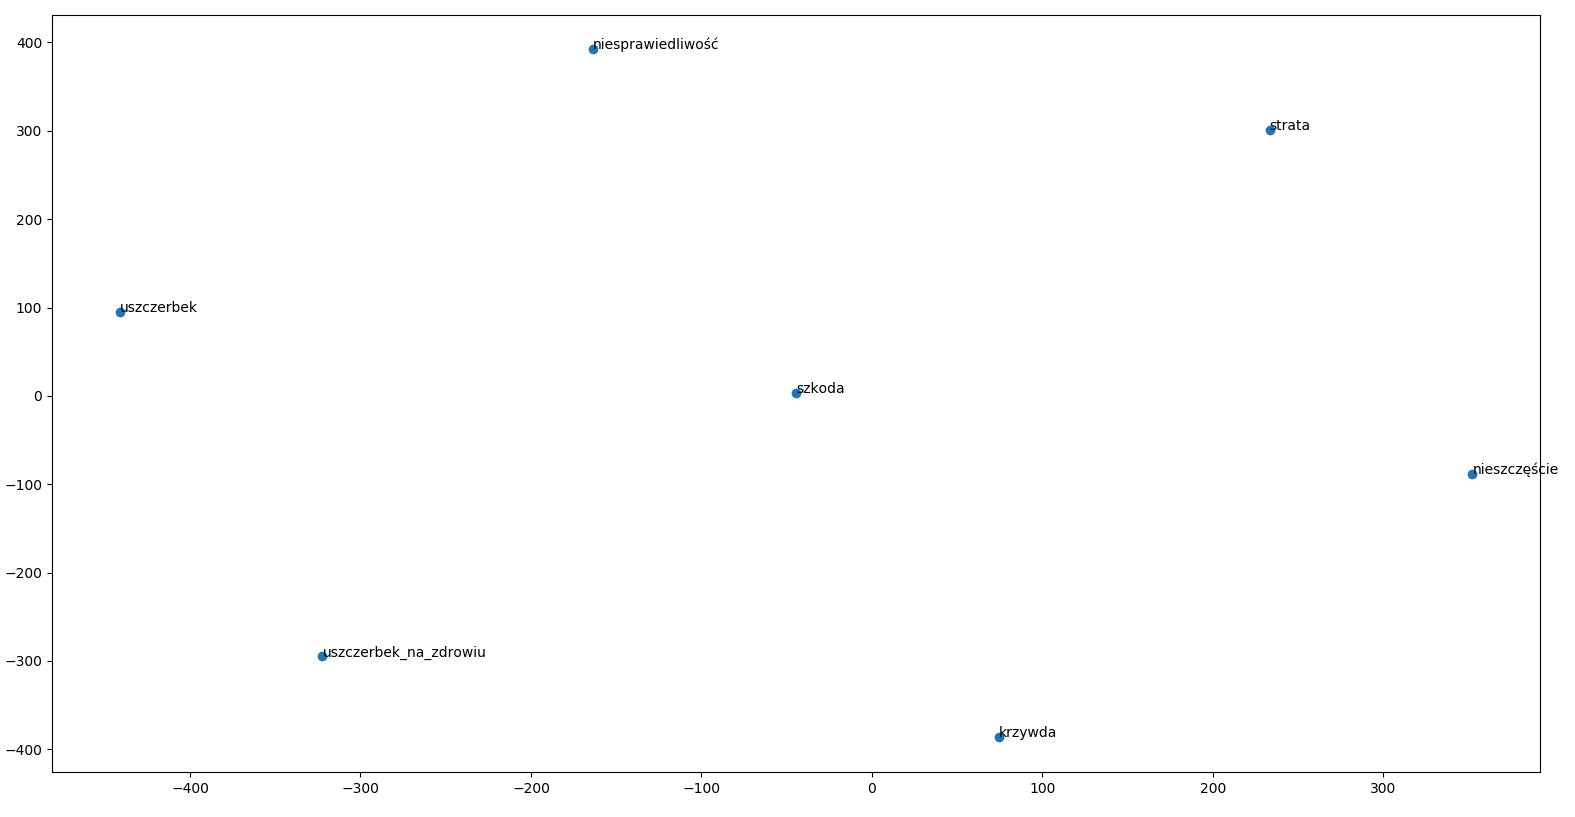 400
niesprawiedliwość
300
strata
200
100
uszczerbek
0
szkoda
−100
nieszczęście
−200
−300
uszczerbek_na_zdrowiu
−400
krzywda
−400 −300 −200 −100 0 100 200 300